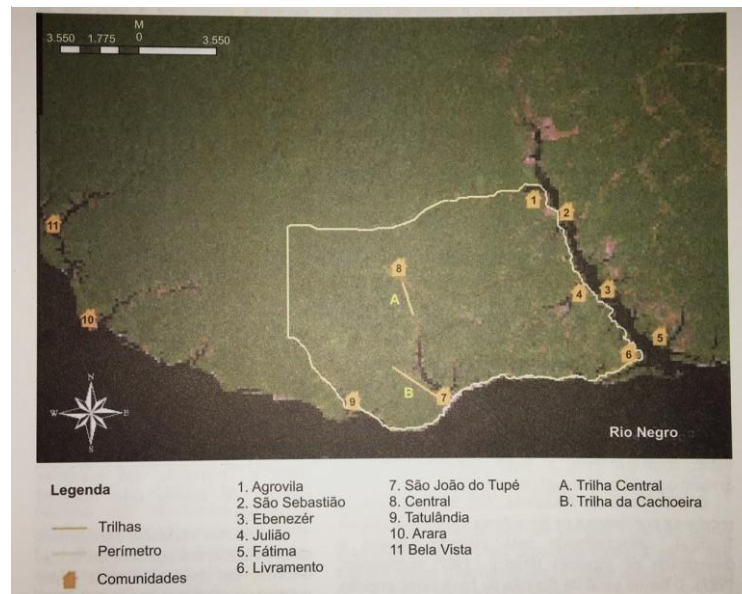 M
3.550 1.775 0 3.550
1
2
11
8
A
4
3
10
5
6
B
7
9
N
W E
S
Rio Negro
Legenda
Trilhas
Perímetro
Comunidades
1. Agrovila
2. São Sebastião
3. Ebenezér
4. Julião
5. Fátima
6. Livramento
7. São João do Tupé
8. Central
9. Tatulândia
10. Arara
11 Bela Vista
A. Trilha Central
B. Trilha da Cachoeira